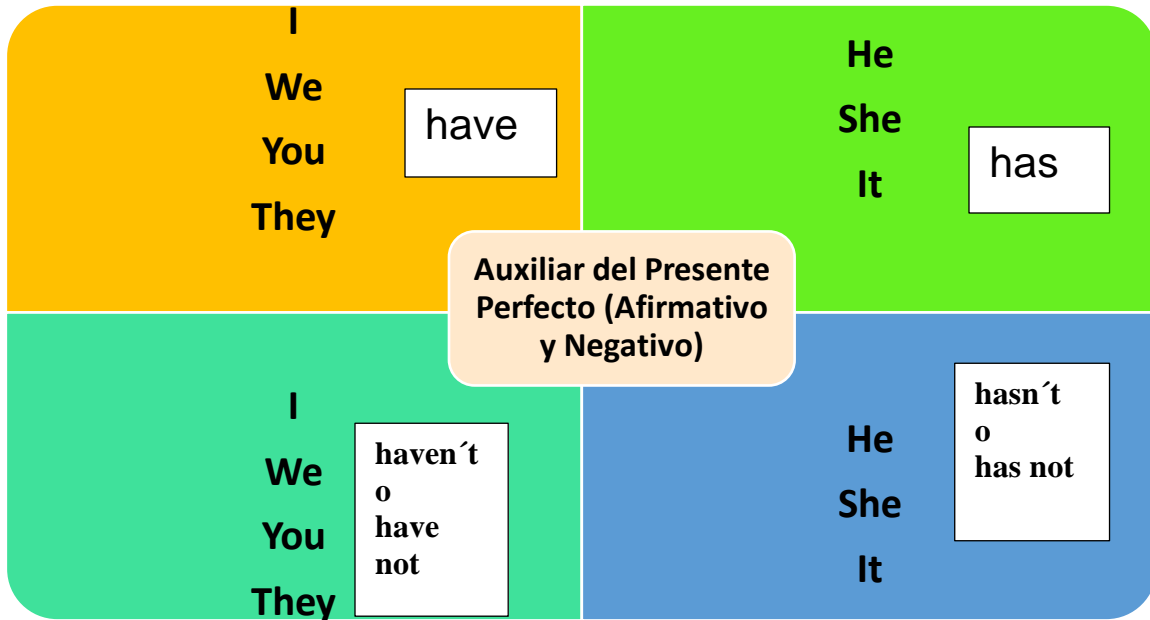 I
We
You
They
have
He
She
It
has
Auxiliar del Presente
Perfecto (Afirmativo
y Negativo)
I
We
You
They
haven´t
o
have
not
He
She
It
hasn´t
o
has not